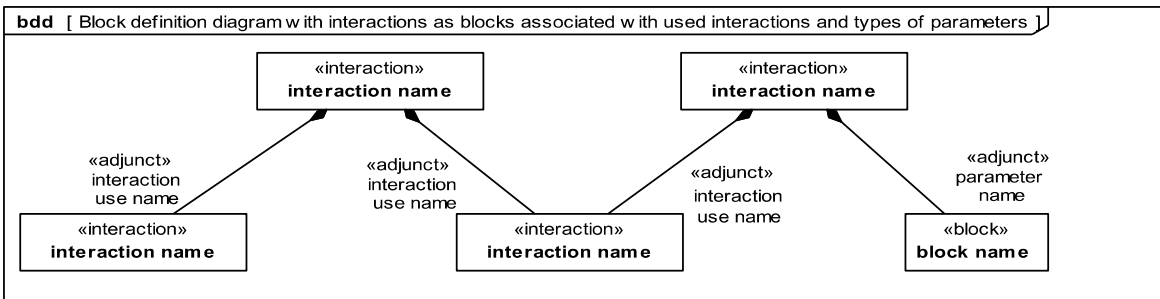 bdd [ Block definition diagram with interactions as blocks associated with used interactions and types of parameters ]
«interaction»
interaction name
«interaction»
interaction name
«adjunct»
interaction
use name
«adjunct»
interaction
use name
«adjunct»
interaction
use name
«adjunct»
parameter
name
«interaction»
interaction name
«interaction»
interaction name
«block»
block name